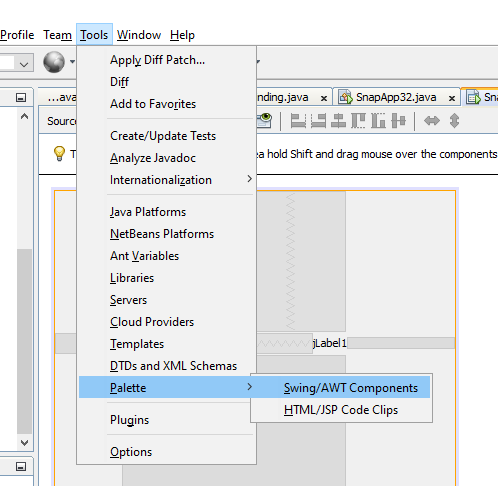 Profile Team Tools Window Help
Apply Diff Patch...
Diff
...ava
nding.java
SnapApp32.java
Add to Favorites
Create/Update Tests
Analyze Javadoc
ea hold Shift and drag mouse over the components
Internationalization
Java Platforms
NetBeans Platforms
Ant Variables
Libraries
Servers
Cloud Providers
Templates
jLabel1
DTDs and XML Schemas
Palette
Swing/AWT Components
HTML/JSP Code Clips
Plugins
Options